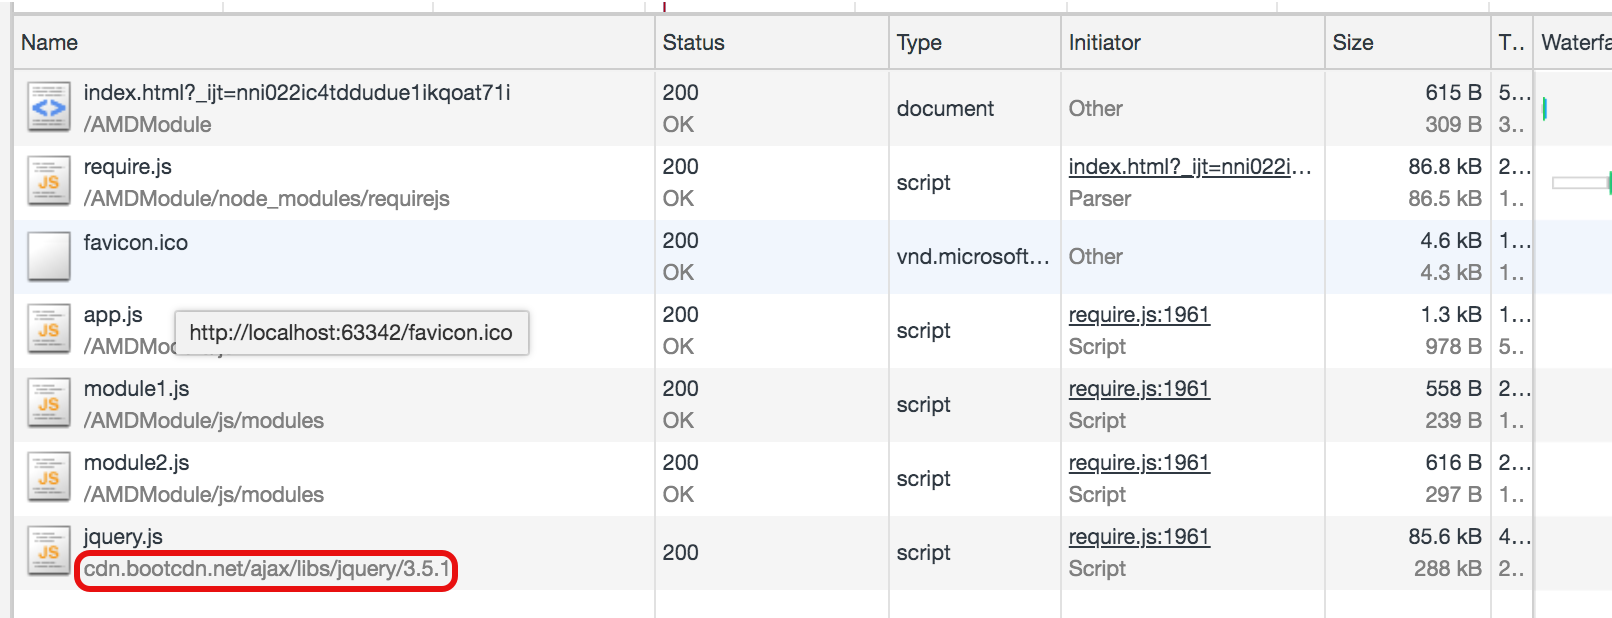 Name Status Type Initiator Size T.. Waterfa
index.html?_ijt=nni022ic4tddudue1ikqoat71i 200 document Other 615 B 5...
/AMDModule OK 309 B 3..
require.js 200 script index.html?_ijt=nni022i... 86.8 kB 2...
/AMDModule/node_modules/requirejs OK Parser 86.5 kB 1..
favicon.ico 200 vnd.microsoft... Other 4.6 kB 1...
OK 4.3 kB 1..
app.js 200 script require.js:1961 1.3 kB 1...
http://localhost:63342/favicon.ico
OK Script 978 B 5..
module1.js 200 script require.js:1961 558 B 2...
/AMDModule/js/modules OK Script 239 B 1..
module2.js 200 script require.js:1961 616 B 2...
/AMDModule/js/modules OK Script 297 B 1..
jquery.js 200 script require.js:1961 85.6 kB 4...
cdn.bootcdn.net/ajax/libs/jquery/3.5.1 Script 288 kB 2..